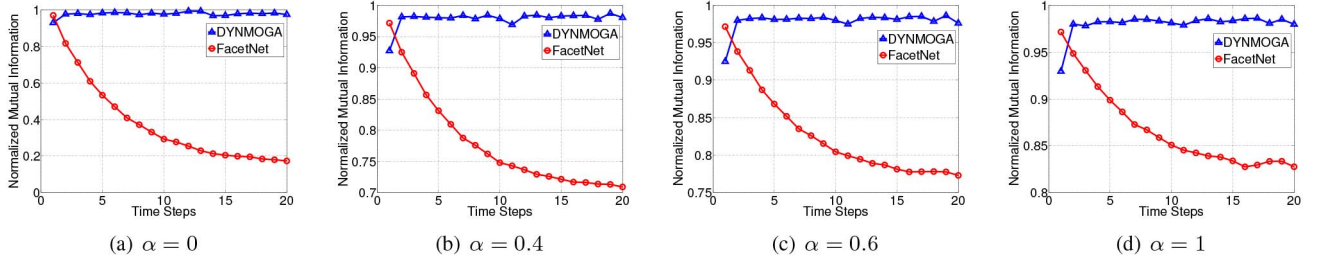 Normalized Mutual Information
1
0.8
0.6
0.4
0.2
0
0 5 10 15 20
Time Steps
DYNMOGA
FacetNet
(a) α = 0
Normalized Mutual Information
1
0.95
0.9
0.85
0.8
0.75
0.7
0 5 10 15 20
Time Steps
DYNMOGA
FacetNet
(b) α = 0.4
Normalized Mutual Information
1
0.95
0.9
0.85
0.8
0.75
0 5 10 15 20
Time Steps
DYNMOGA
FacetNet
(c) α = 0.6
Normalized Mutual Information
1
0.95
0.9
0.85
0.8
0 5 10 15 20
Time Steps
DYNMOGA
FacetNet
(d) α = 1